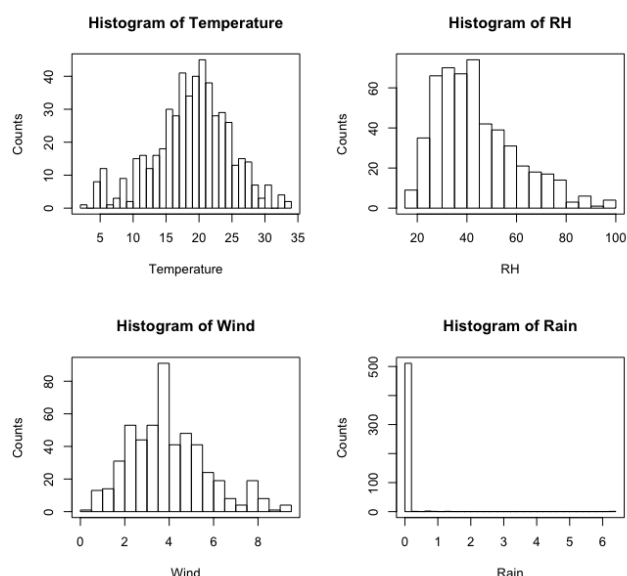 Histogram of Temperature
Counts
0 10 20 30 40
5 10 15 20 25 30 35
Temperature
Histogram of RH
Counts
0 20 40 60
20 40 60 80 100
RH
Histogram of Wind
Counts
0 20 40 60 80
0 2 4 6 8
Wind
Histogram of Rain
Counts
0 100 300 500
0 1 2 3 4 5 6
Rain